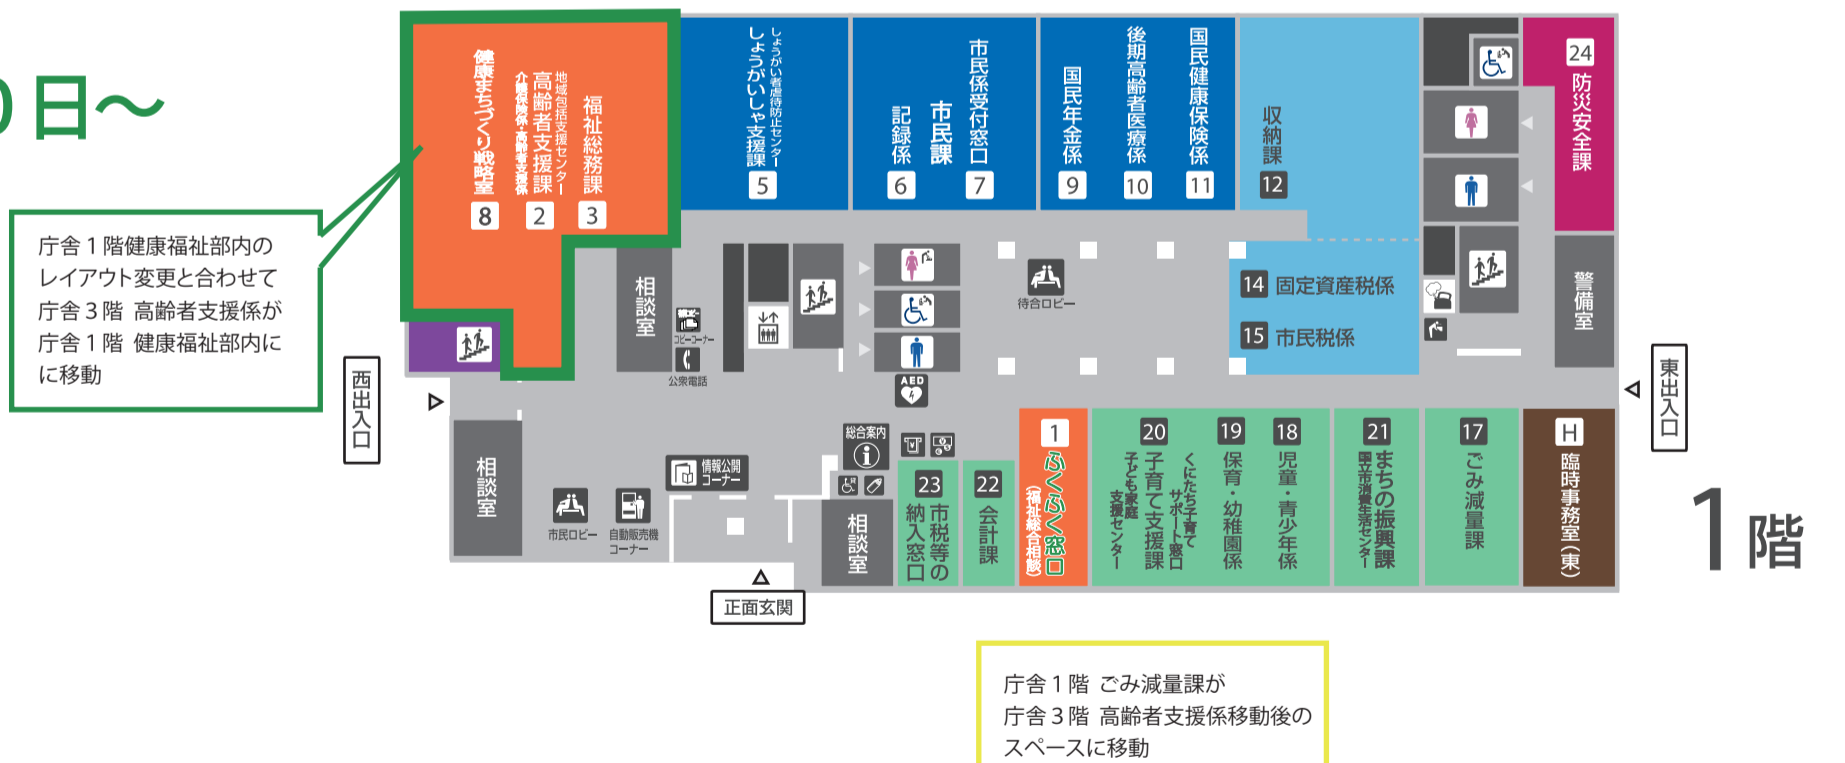 0日～
庁舎１階健康福祉部内の
レイアウト変更と合わせて
庁舎３階 高齢者支援係が
庁舎１階 健康福祉部内に
に移動
健康まちづくり戦略室
8
地域包括支援センター
高齢者支援課
介護保険係・高齢者支援係
2
福祉総務課
3
しょうがい者虐待防止センター
しょうがいしゃ支援課
5
市民課
記録係
6
市民係受付窓口
7
国民年金係
9
後期高齢者医療係
10
国民健康保険係
11
収納課
12
24
防災安全課
14 固定資産税係
15 市民税係
警備室
相談室
コピーコーナー
公衆電話
待合ロビー
AED
西出入口
東出入口
相談室
市民ロビー
自動販売機
コーナー
情報公開
コーナー
総合案内
相談室
正面玄関
23
市税等の
納入窓口
22
会計課
1
ふくふく窓口
(福祉総合相談)
20
くにたち子育て
サポート窓口
子育て支援課
子ども家庭
支援センター
19
保育・幼稚園係
18
児童・青少年係
21
まちの振興課
国立市消費生活センター
17
ごみ減量課
H
臨時事務室(東)
1階
庁舎１階 ごみ減量課が
庁舎３階 高齢者支援係移動後の
スペースに移動